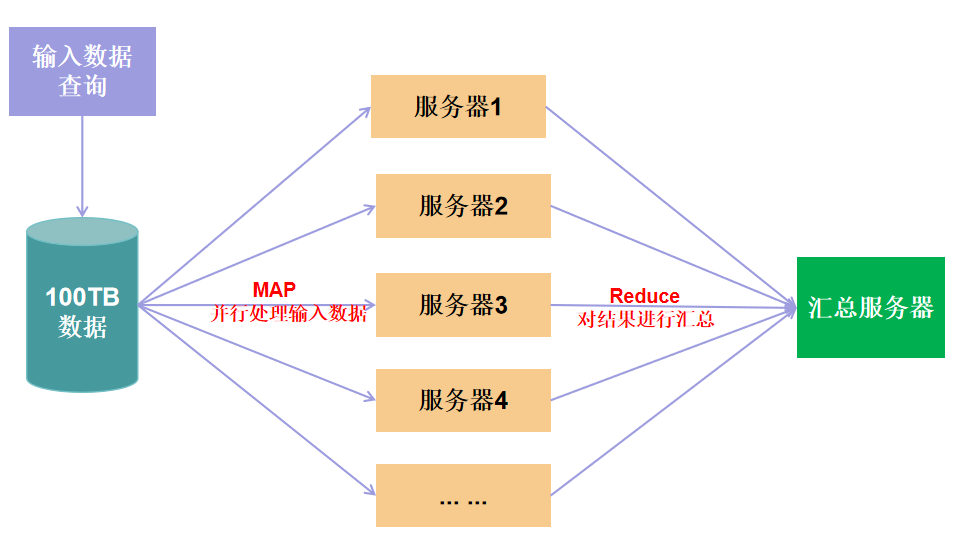 输入数据
查询
100TB
数据
MAP
并行处理输入数据
服务器1
服务器2
服务器3
服务器4
... ...
Reduce
对结果进行汇总
汇总服务器